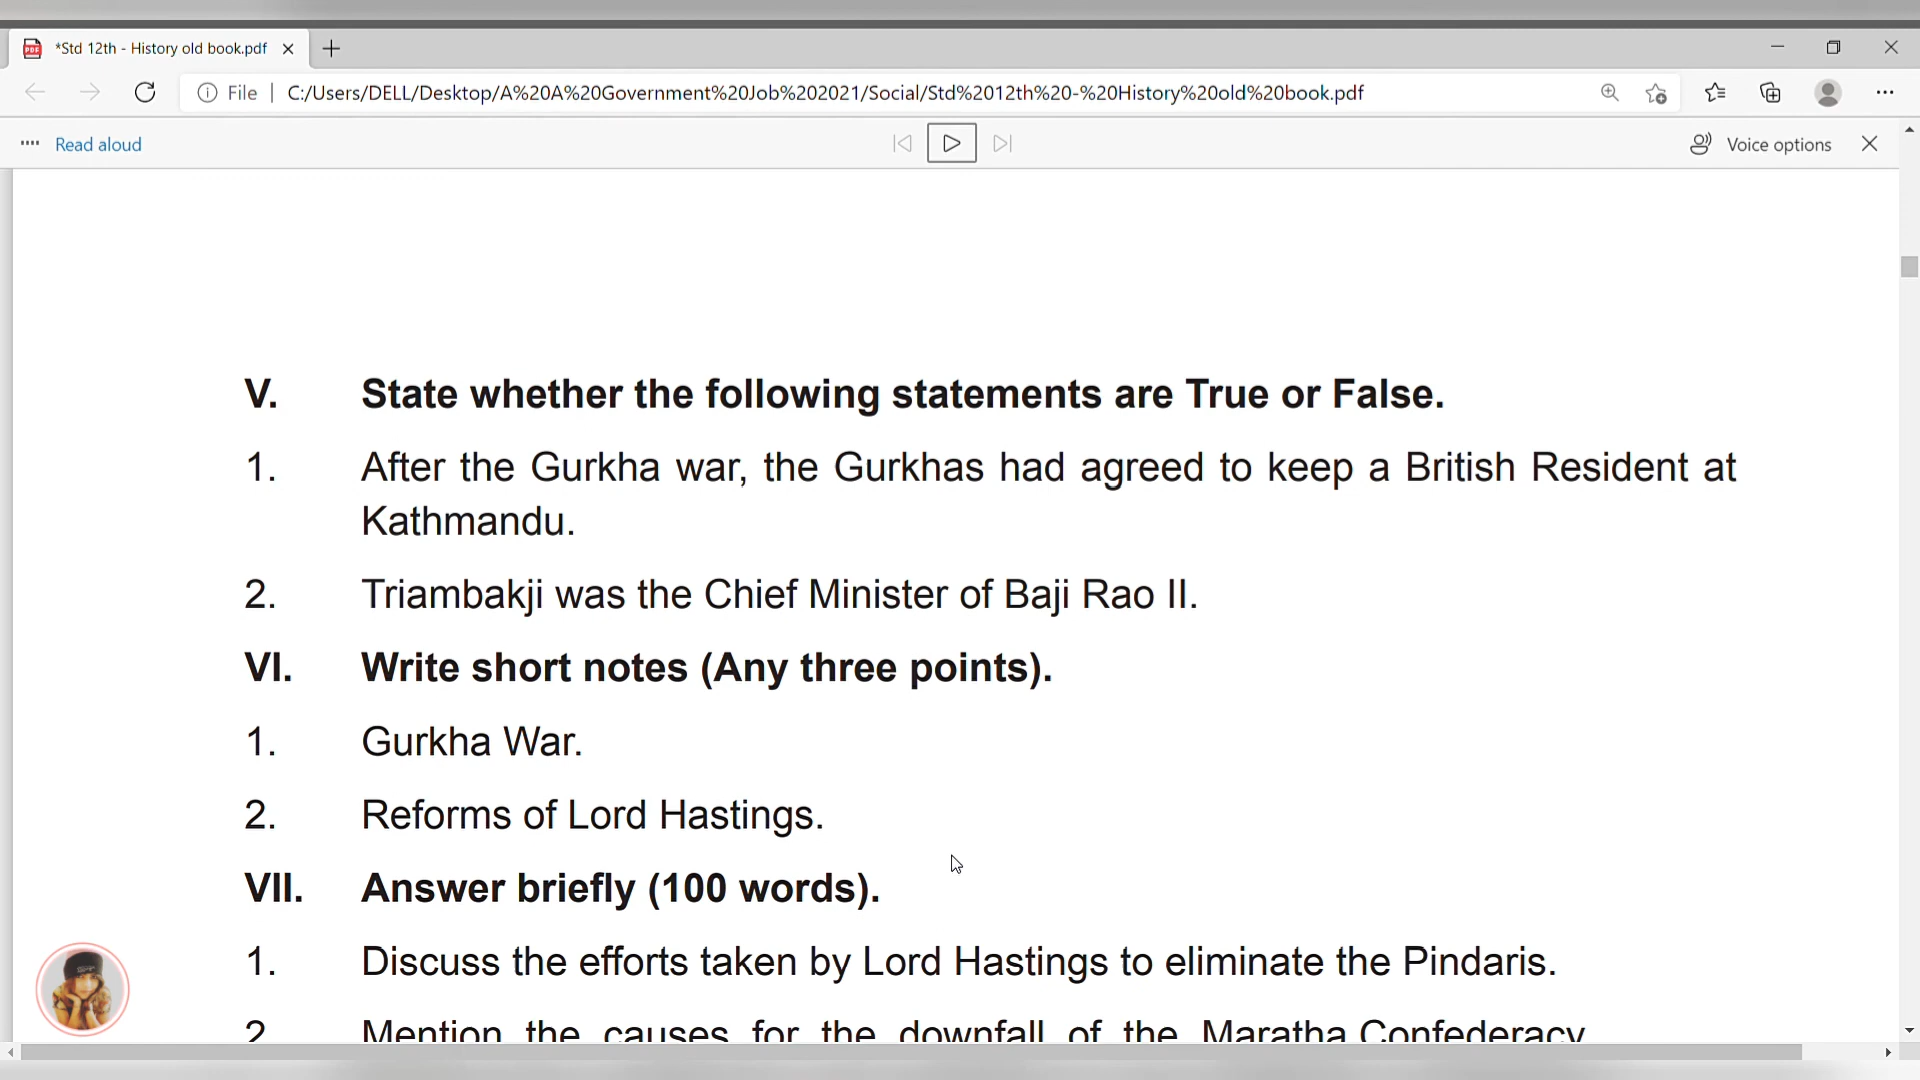 *Std 12th - History old book.pdf
File
C:/Users/DELL/Desktop/A%20A%20Government%20Job%202021/Social/Std%2012th%20-%20History%20old%20book.pdf
Read aloud
Voice options
V. State whether the following statements are True or False.
1. After the Gurkha war, the Gurkhas had agreed to keep a British Resident at
Kathmandu.
2. Triambakji was the Chief Minister of Baji Rao II.
VI. Write short notes (Any three points).
1. Gurkha War.
2. Reforms of Lord Hastings.
VII. Answer briefly (100 words).
1. Discuss the efforts taken by Lord Hastings to eliminate the Pindaris.
2 Mention the causes for the downfall of the Maratha Confederacy